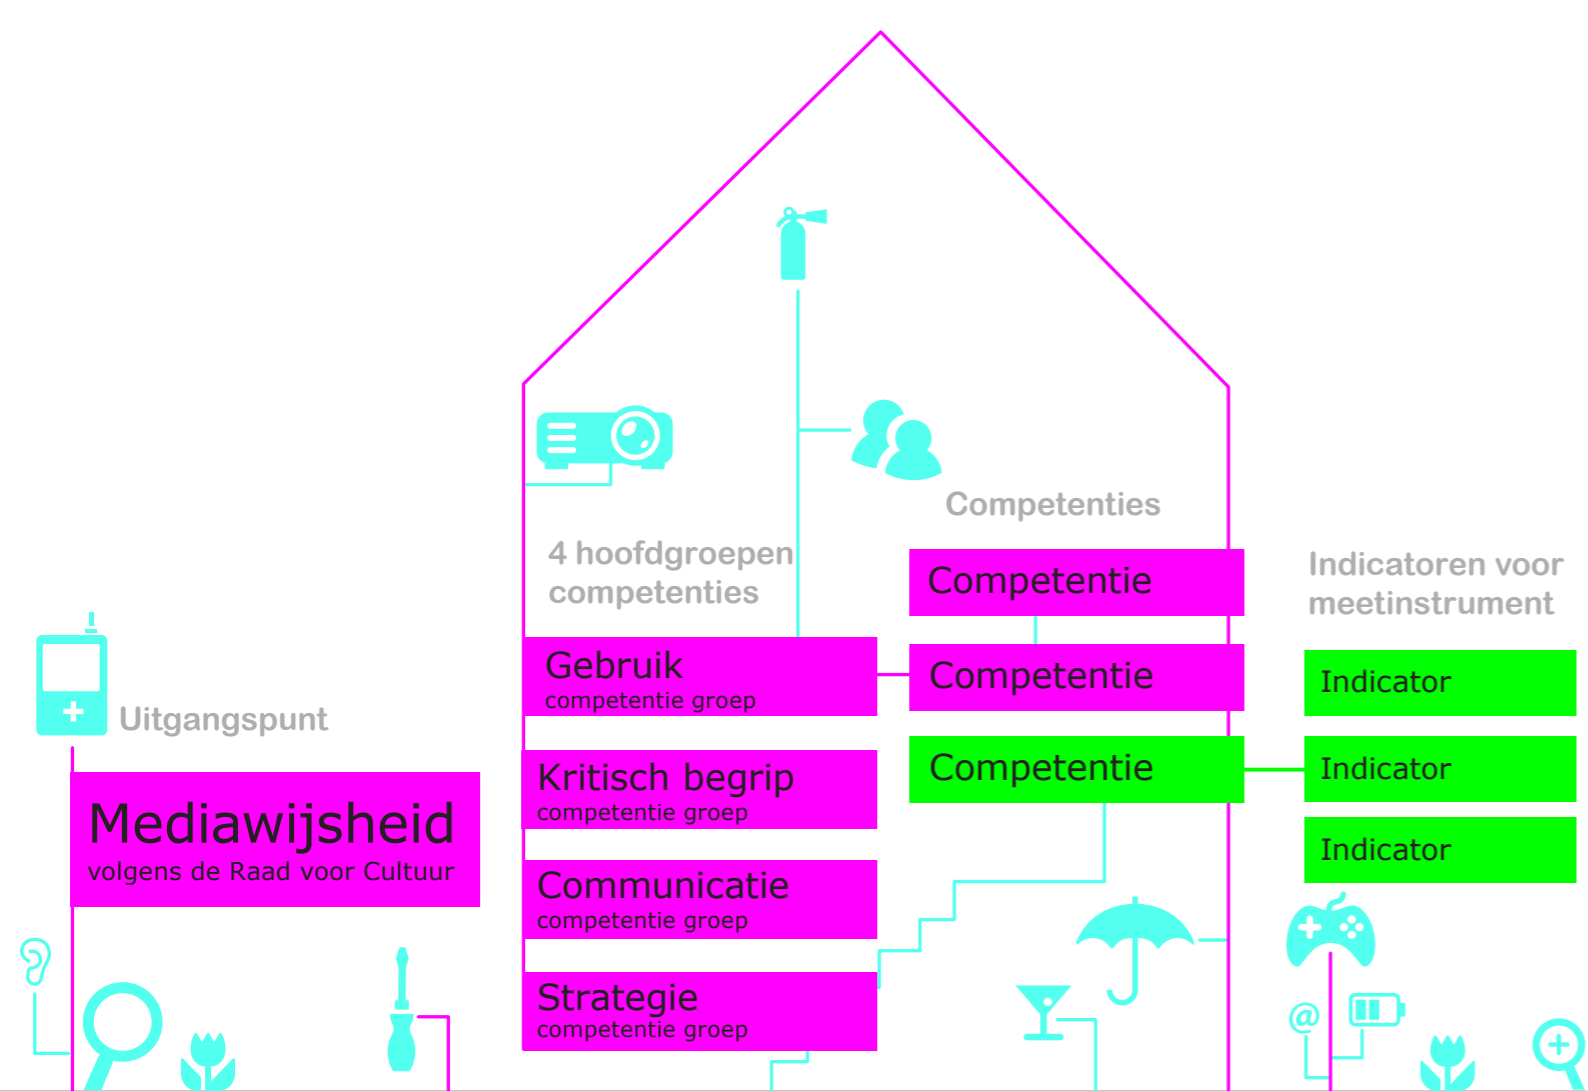 Uitgangspunt
Mediawijsheid
volgens de Raad voor Cultuur
4 hoofdgroepen
competenties
Gebruik
competentie groep
Kritisch begrip
competentie groep
Communicatie
competentie groep
Strategie
competentie groep
Competenties
Competentie
Competentie
Competentie
Indicatoren voor
meetinstrument
Indicator
Indicator
Indicator
@